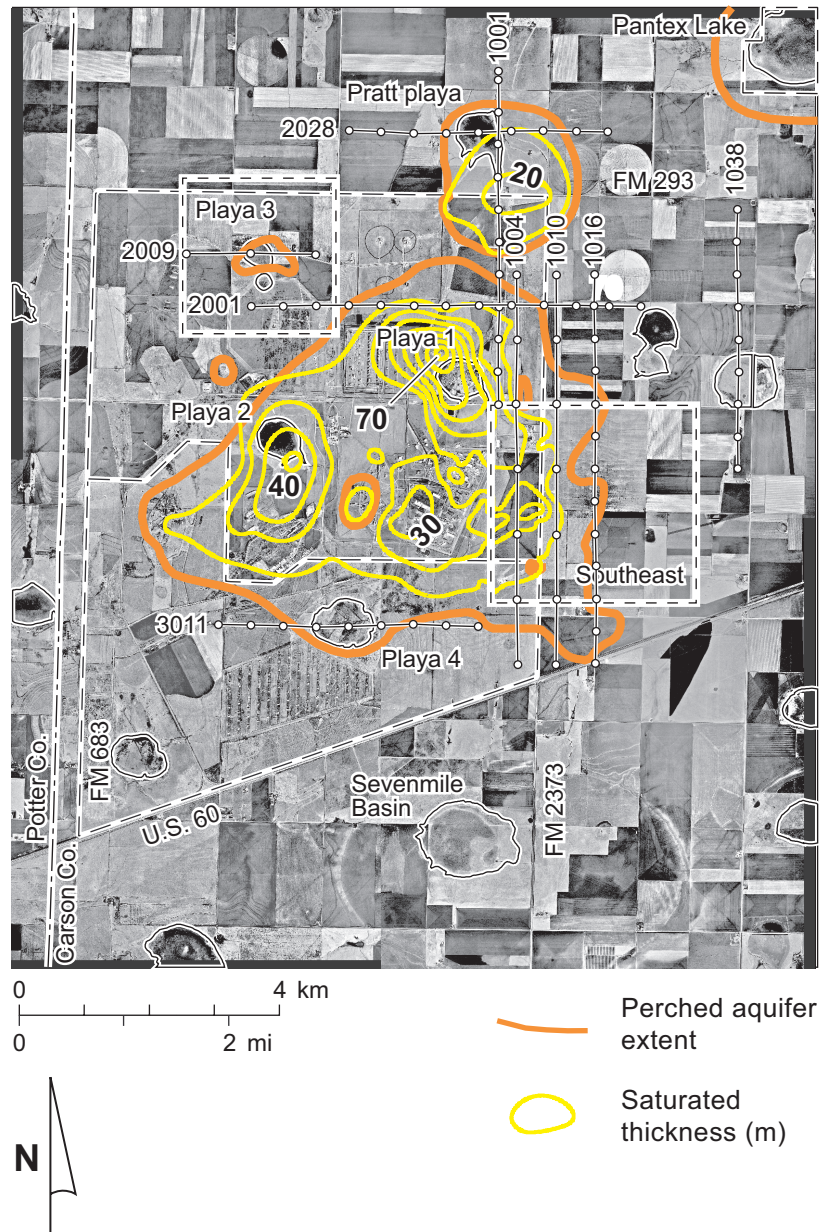 Pantex Lake
1001
Pratt playa
2028
20
FM 293
1038
Playa 3
1004
1010
1016
2009
2001
Playa 1
Playa 2
70
40
30
Southeast
3011
Playa 4
Potter Co.
FM 683
Sevenmile
Basin
FM 2373
U.S. 60
Carson Co.
0 4 km
0 2 mi
Perched aquifer
extent
Saturated
thickness (m)
N